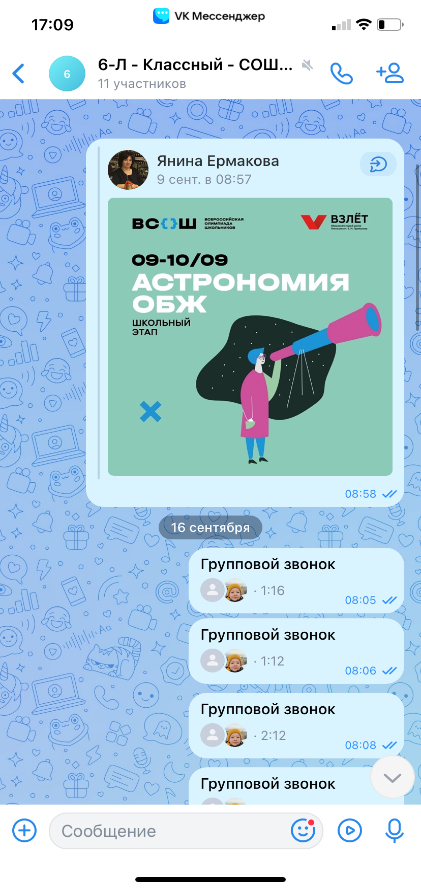 17:09
VK Мессенджер
6
6-Л - Классный - СОШ...
11 участников
Янина Ермакова
9 сент. в 08:57
ВСОШ
ВСЕРОССИЙСКАЯ
ОЛИМПИАДА
ШКОЛЬНИКОВ
ВЗЛЁТ
09-10/09
АСТРОНОМИЯ
ОБЖ
ШКОЛЬНЫЙ
ЭТАП
08:58
16 сентября
Групповой звонок
· 1:16
08:05
Групповой звонок
· 1:12
08:06
Групповой звонок
· 2:12
08:08
Групповой звонок
Сообщение